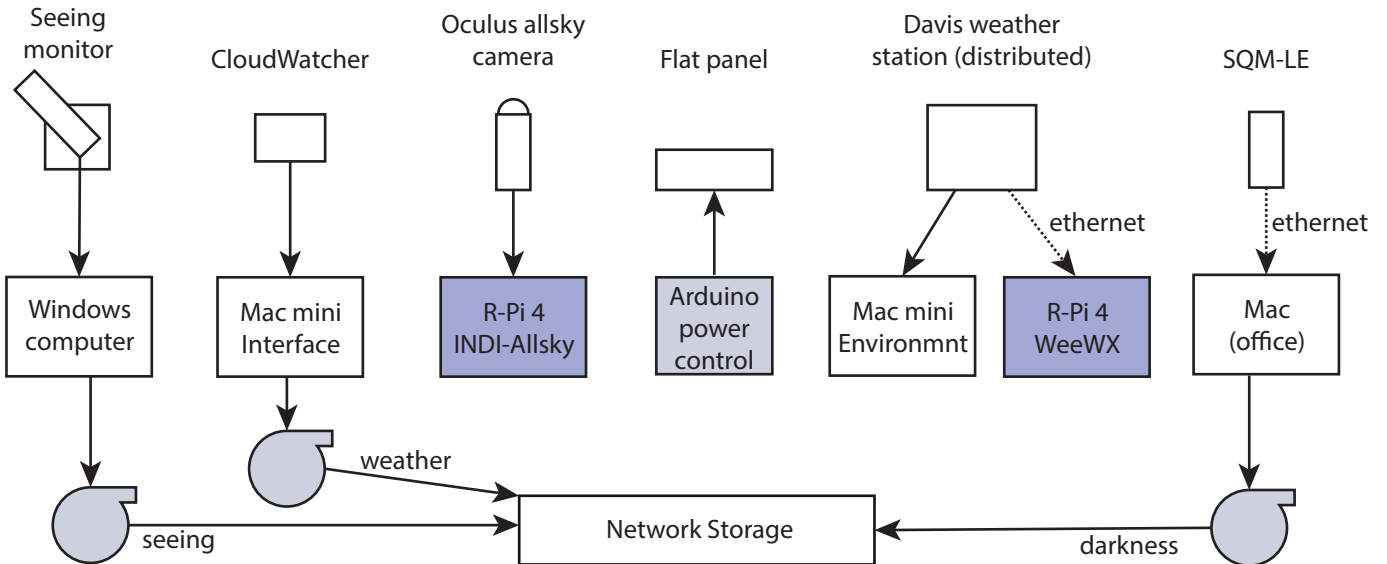 Seeing
monitor
CloudWatcher
Oculus allsky
camera
Flat panel
Davis weather
station (distributed)
SQM-LE
ethernet
ethernet
Windows
computer
Mac mini
Interface
R-Pi 4
INDI-Allsky
Arduino
power
control
Mac mini
Environmnt
R-Pi 4
WeeWX
Mac
(office)
weather
seeing
Network Storage
darkness